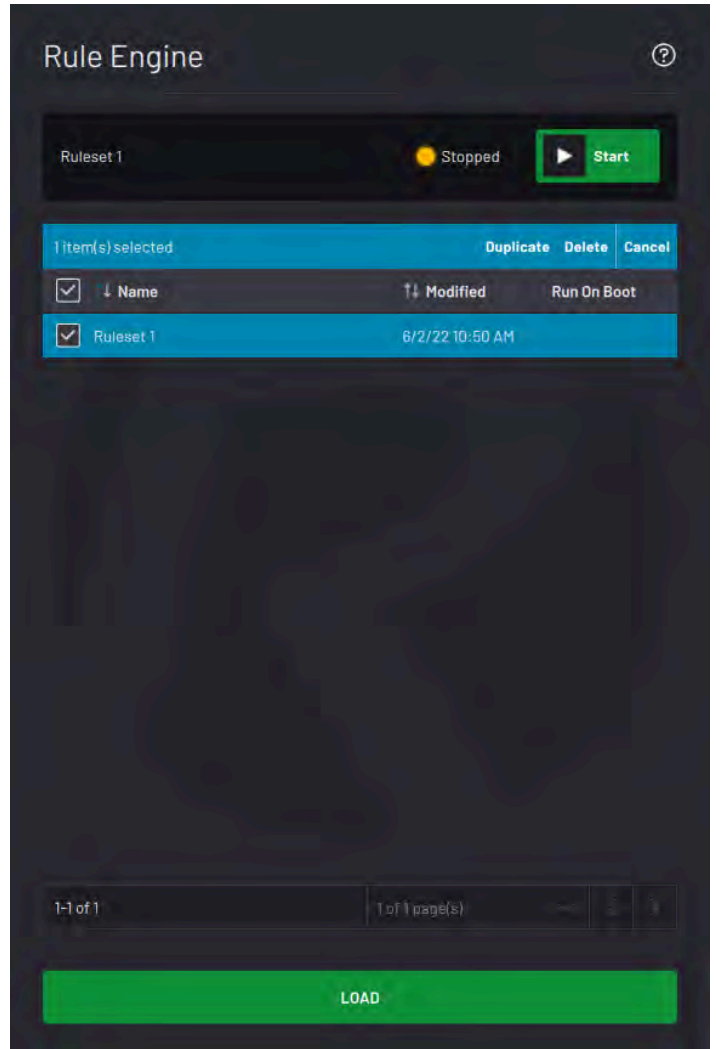 Rule Engine ?
Ruleset 1 Stopped Start
1 item(s) selected Duplicate Delete Cancel
↓ Name ↑↓ Modified Run On Boot
Ruleset 1 6/2/22 10:50 AM
1-1 of 1 1 of 1 page(s)
LOAD